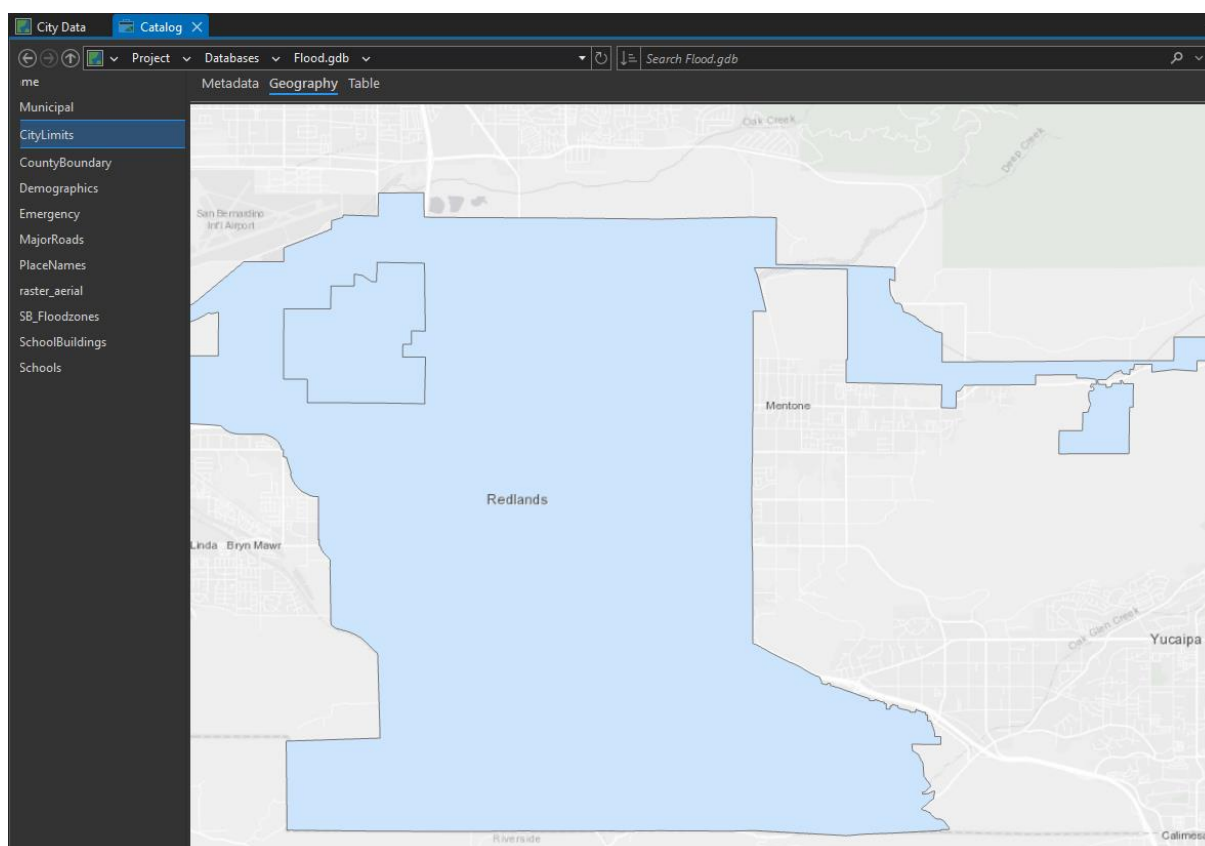 City Data Catalog
Project Databases Flood.gdb Search Flood.gdb
me
Metadata Geography Table
Municipal
CityLimits
CountyBoundary
Demographics
Emergency
MajorRoads
PlaceNames
raster_aerial
SB_Floodzones
SchoolBuildings
Schools
Oak Creek
Deep Creek
San Bernardino
Int'l Airport
Mentone
Redlands
Linda Bryn Mawr
Oak Glen Creek
Yucaipa
Riverside
Calimesa